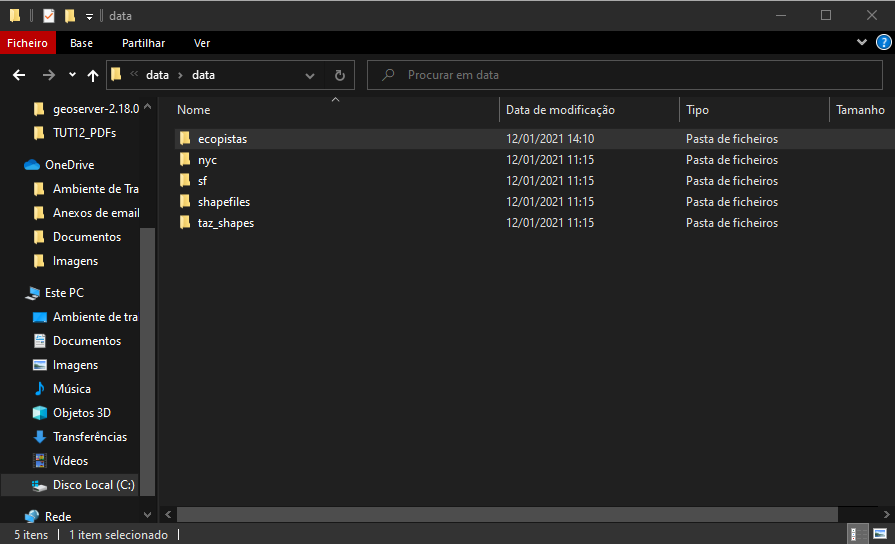 data
Ficheiro Base Partilhar Ver
data data Procurar em data
Nome Data de modificação Tipo Tamanho
geoserver-2.18.0
TUT12_PDFs
OneDrive
Ambiente de Tra
Anexos de email
Documentos
Imagens
Este PC
Ambiente de tra
Documentos
Imagens
Música
Objetos 3D
Transferências
Vídeos
Disco Local (C:)
Rede
ecopistas 12/01/2021 14:10 Pasta de ficheiros
nyc 12/01/2021 11:15 Pasta de ficheiros
sf 12/01/2021 11:15 Pasta de ficheiros
shapefiles 12/01/2021 11:15 Pasta de ficheiros
taz_shapes 12/01/2021 11:15 Pasta de ficheiros
5 itens 1 item selecionado